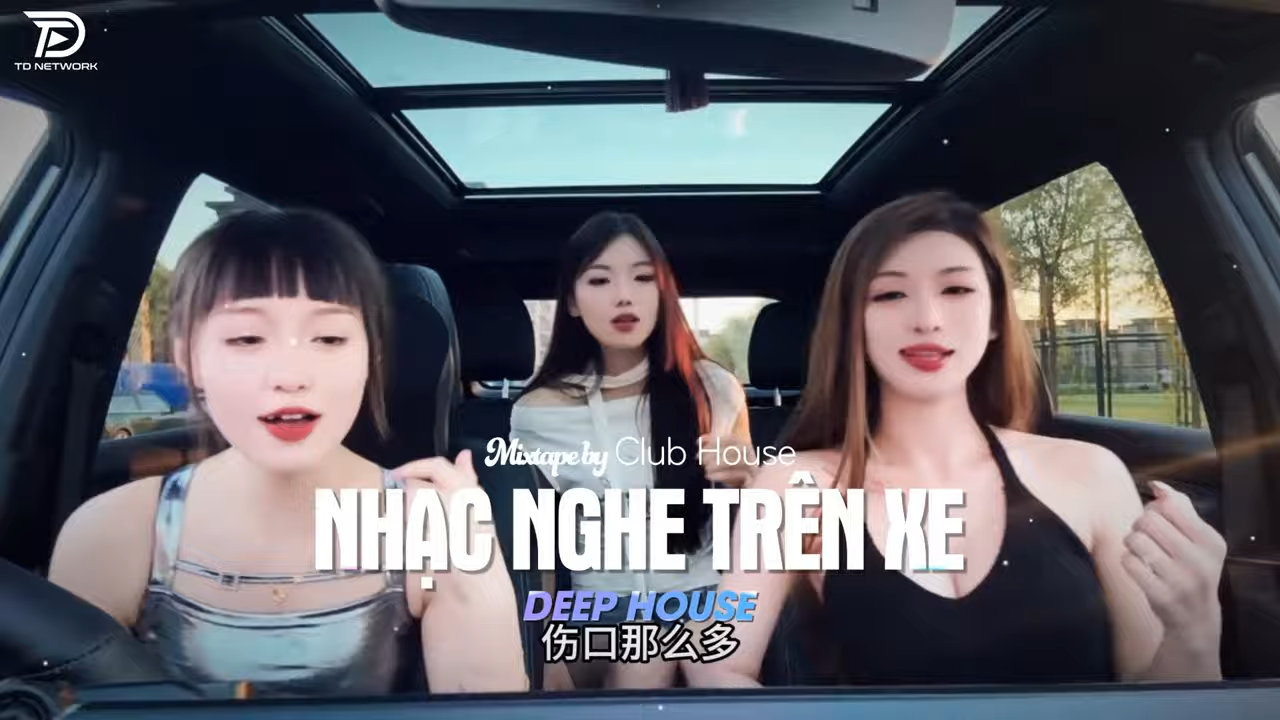 TD NETWORK
Mixtape by Club House
NHẠC NGHE TRÊN XE
DEEP HOUSE
伤口那么多